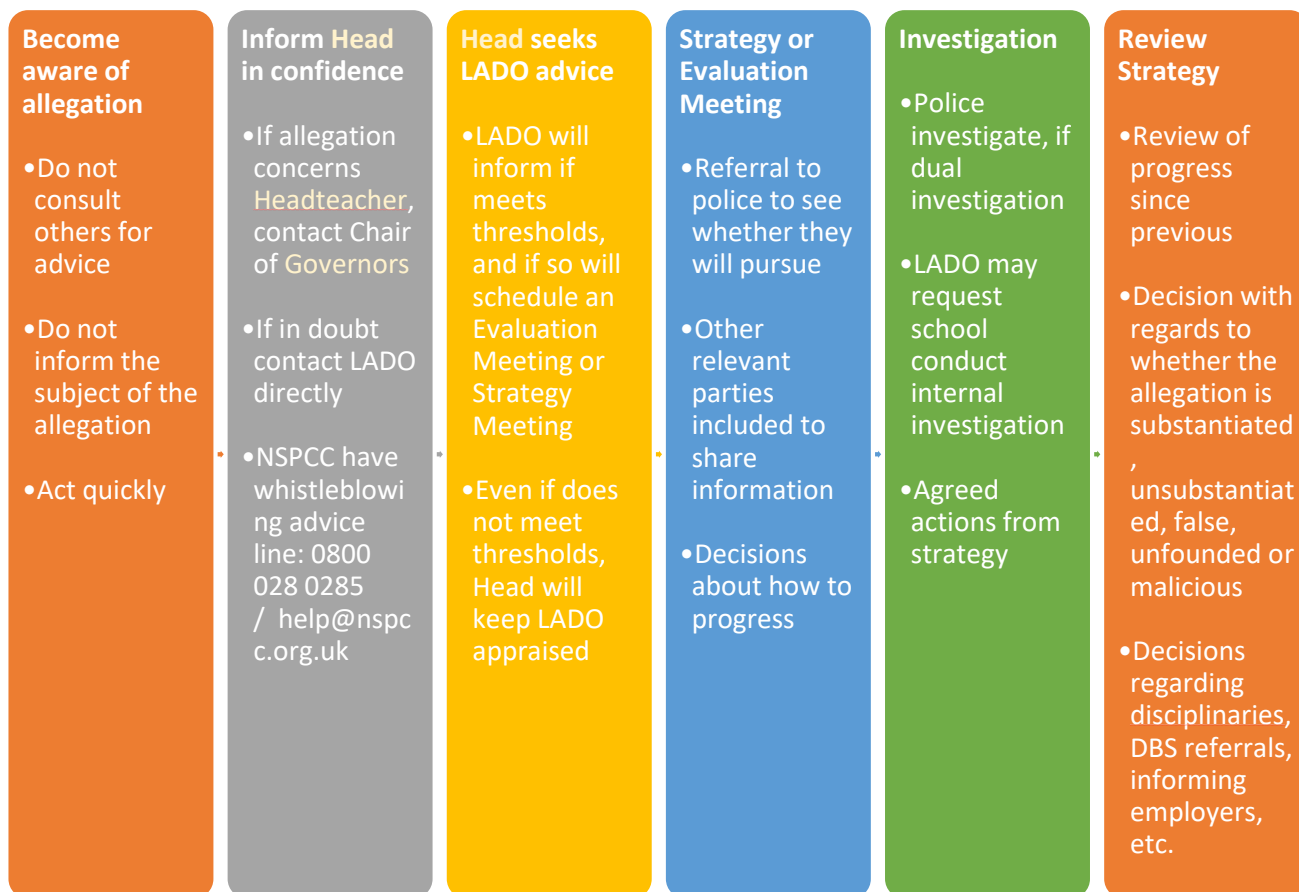 Become
aware of
allegation
•Do not
consult
others for
advice
•Do not
inform the
subject of the
allegation
•Act quickly
Inform Head
in confidence
•If allegation
concerns
Headteacher,
contact Chair
of Governors
•If in doubt
contact LADO
directly
•NSPCC have
whistleblowi
ng advice
line: 0800
028 0285
/ help@nspc
c.org.uk
Head seeks
LADO advice
•LADO will
inform if
meets
thresholds,
and if so will
schedule an
Evaluation
Meeting or
Strategy
Meeting
•Even if does
not meet
thresholds,
Head will
keep LADO
appraised
Strategy or
Evaluation
Meeting
•Referral to
police to see
whether they
will pursue
•Other
relevant
parties
included to
share
information
•Decisions
about how to
progress
Investigation
•Police
investigate, if
dual
investigation
•LADO may
request
school
conduct
internal
investigation
•Agreed
actions from
strategy
Review
Strategy
•Review of
progress
since
previous
•Decision with
regards to
whether the
allegation is
substantiated
,
unsubstantiat
ed, false,
unfounded or
malicious
•Decisions
regarding
disciplinaries,
DBS referrals,
informing
employers,
etc.